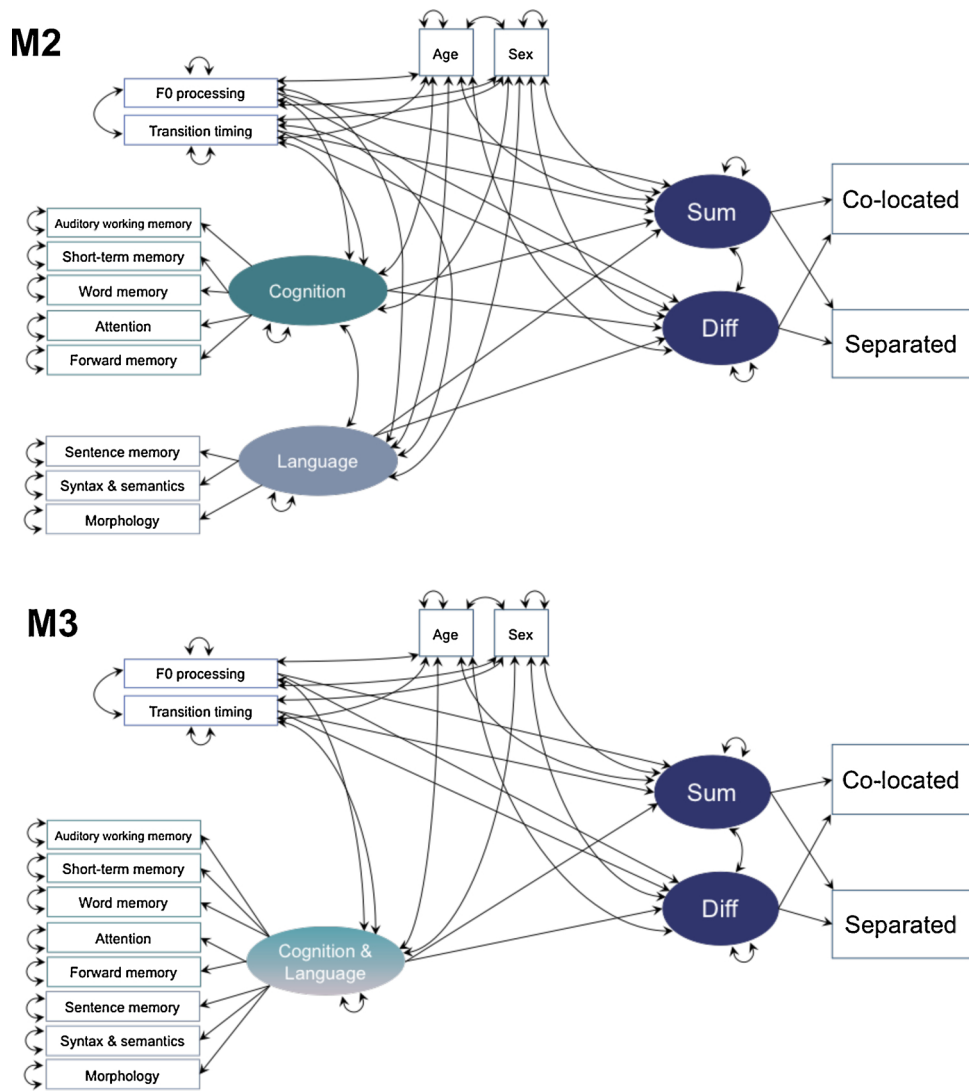 M2
Age
Sex
F0 processing
Transition timing
Auditory working memory
Short-term memory
Word memory
Attention
Forward memory
Cognition
Sum
Diff
Co-located
Separated
Sentence memory
Syntax & semantics
Morphology
Language
M3
Age
Sex
F0 processing
Transition timing
Auditory working memory
Short-term memory
Word memory
Attention
Forward memory
Sentence memory
Syntax & semantics
Morphology
Cognition &
Language
Sum
Diff
Co-located
Separated